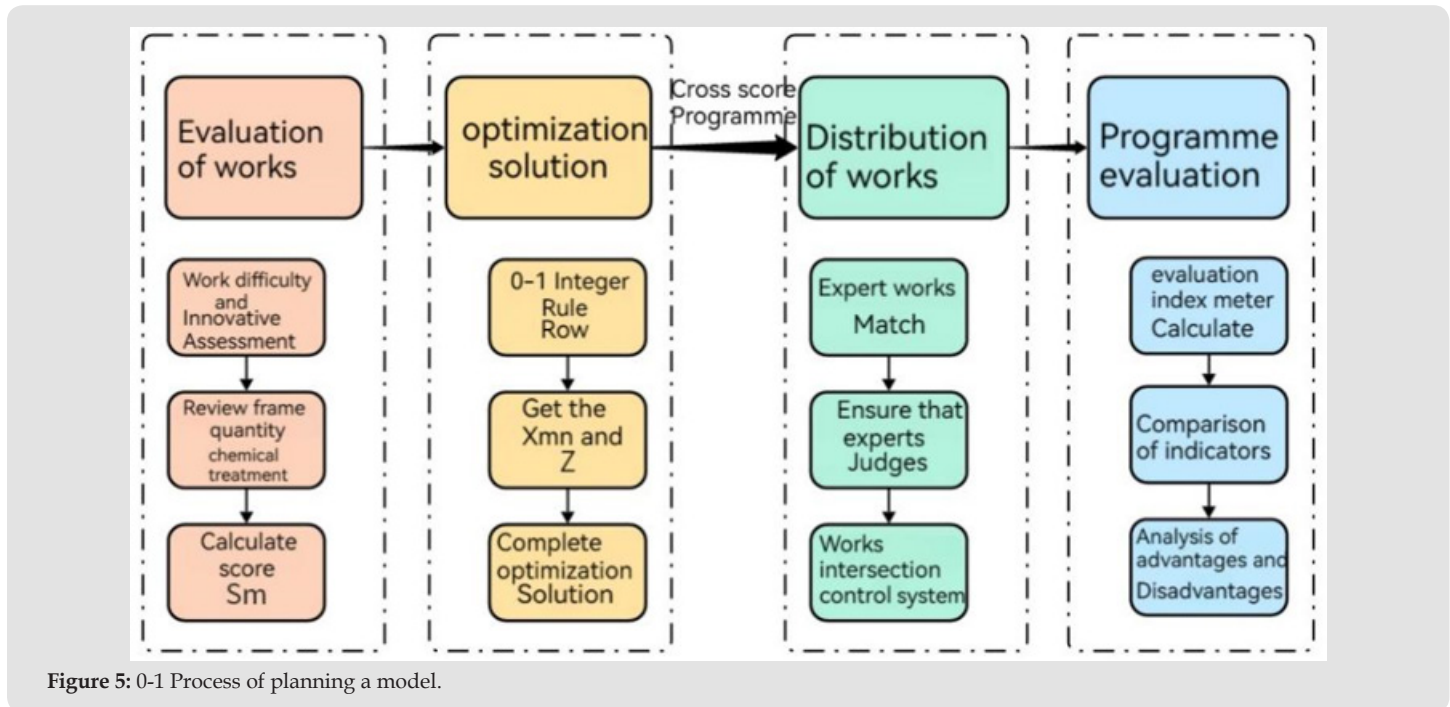 Evaluation
of works
optimization
solution
Cross score
Programme
Distribution
of works
Programme
evaluation
Work difficulty
and
Innovative
Assessment
Review frame
quantity
chemical
treatment
Calculate
score
Sm
0-1 Integer
Rule
Row
Get the
Xmn and
Z
Complete
optimization
Solution
Expert works
Match
Ensure that
experts
Judges
Works
intersection
control system
evaluation
index meter
Calculate
Comparison
of indicators
Analysis of
advantages and
Disadvantages
Figure 5: 0-1 Process of planning a model.